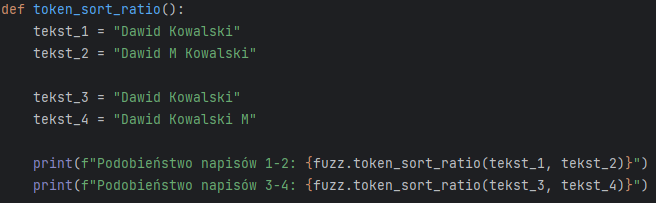 def token_sort_ratio():
    tekst_1 = "Dawid Kowalski"
    tekst_2 = "Dawid M Kowalski"

    tekst_3 = "Dawid Kowalski"
    tekst_4 = "Dawid Kowalski M"

    print(f"Podobieństwo napisów 1-2: {fuzz.token_sort_ratio(tekst_1, tekst_2)}")
    print(f"Podobieństwo napisów 3-4: {fuzz.token_sort_ratio(tekst_3, tekst_4)}")